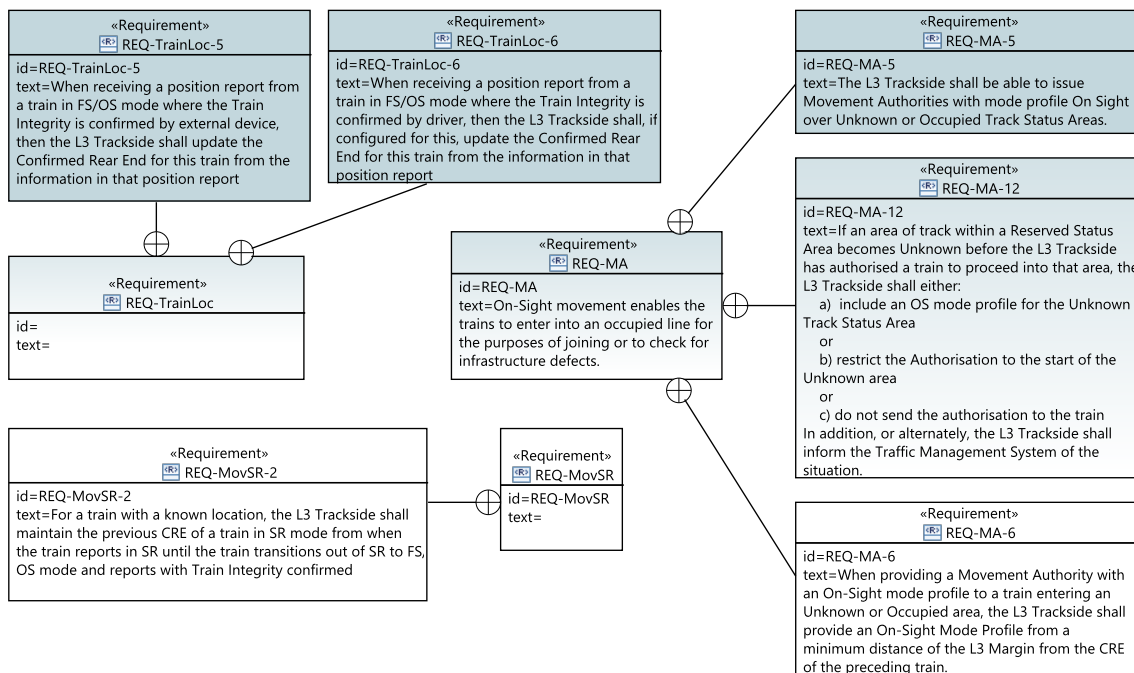 «Requirement»
REQ-TrainLoc-5
id=REQ-TrainLoc-5
text=When receiving a position report from
a train in FS/OS mode where the Train
Integrity is confirmed by external device,
then the L3 Trackside shall update the
Confirmed Rear End for this train from the
information in that position report
«Requirement»
REQ-TrainLoc-6
id=REQ-TrainLoc-6
text=When receiving a position report from a
train in FS/OS mode where the Train Integrity is
confirmed by driver, then the L3 Trackside shall, if
configured for this, update the Confirmed Rear
End for this train from the information in that
position report
«Requirement»
REQ-MA-5
id=REQ-MA-5
text=The L3 Trackside shall be able to issue
Movement Authorities with mode profile On Sight
over Unknown or Occupied Track Status Areas.
«Requirement»
REQ-TrainLoc
id=
text=
«Requirement»
REQ-MA
id=REQ-MA
text=On-Sight movement enables the
trains to enter into an occupied line for
the purposes of joining or to check for
infrastructure defects.
«Requirement»
REQ-MA-12
id=REQ-MA-12
text=If an area of track within a Reserved Status
Area becomes Unknown before the L3 Trackside
has authorised a train to proceed into that area, the
L3 Trackside shall either:
a) include an OS mode profile for the Unknown
Track Status Area
or
b) restrict the Authorisation to the start of the
Unknown area
or
c) do not send the authorisation to the train
In addition, or alternately, the L3 Trackside shall
inform the Traffic Management System of the
situation.
«Requirement»
REQ-MovSR-2
id=REQ-MovSR-2
text=For a train with a known location, the L3 Trackside shall
maintain the previous CRE of a train in SR mode from when
the train reports in SR until the train transitions out of SR to FS,
OS mode and reports with Train Integrity confirmed
«Requirement»
REQ-MovSR
id=REQ-MovSR
text=
«Requirement»
REQ-MA-6
id=REQ-MA-6
text=When providing a Movement Authority with
an On-Sight mode profile to a train entering an
Unknown or Occupied area, the L3 Trackside shall
provide an On-Sight Mode Profile from a
minimum distance of the L3 Margin from the CRE
of the preceding train.